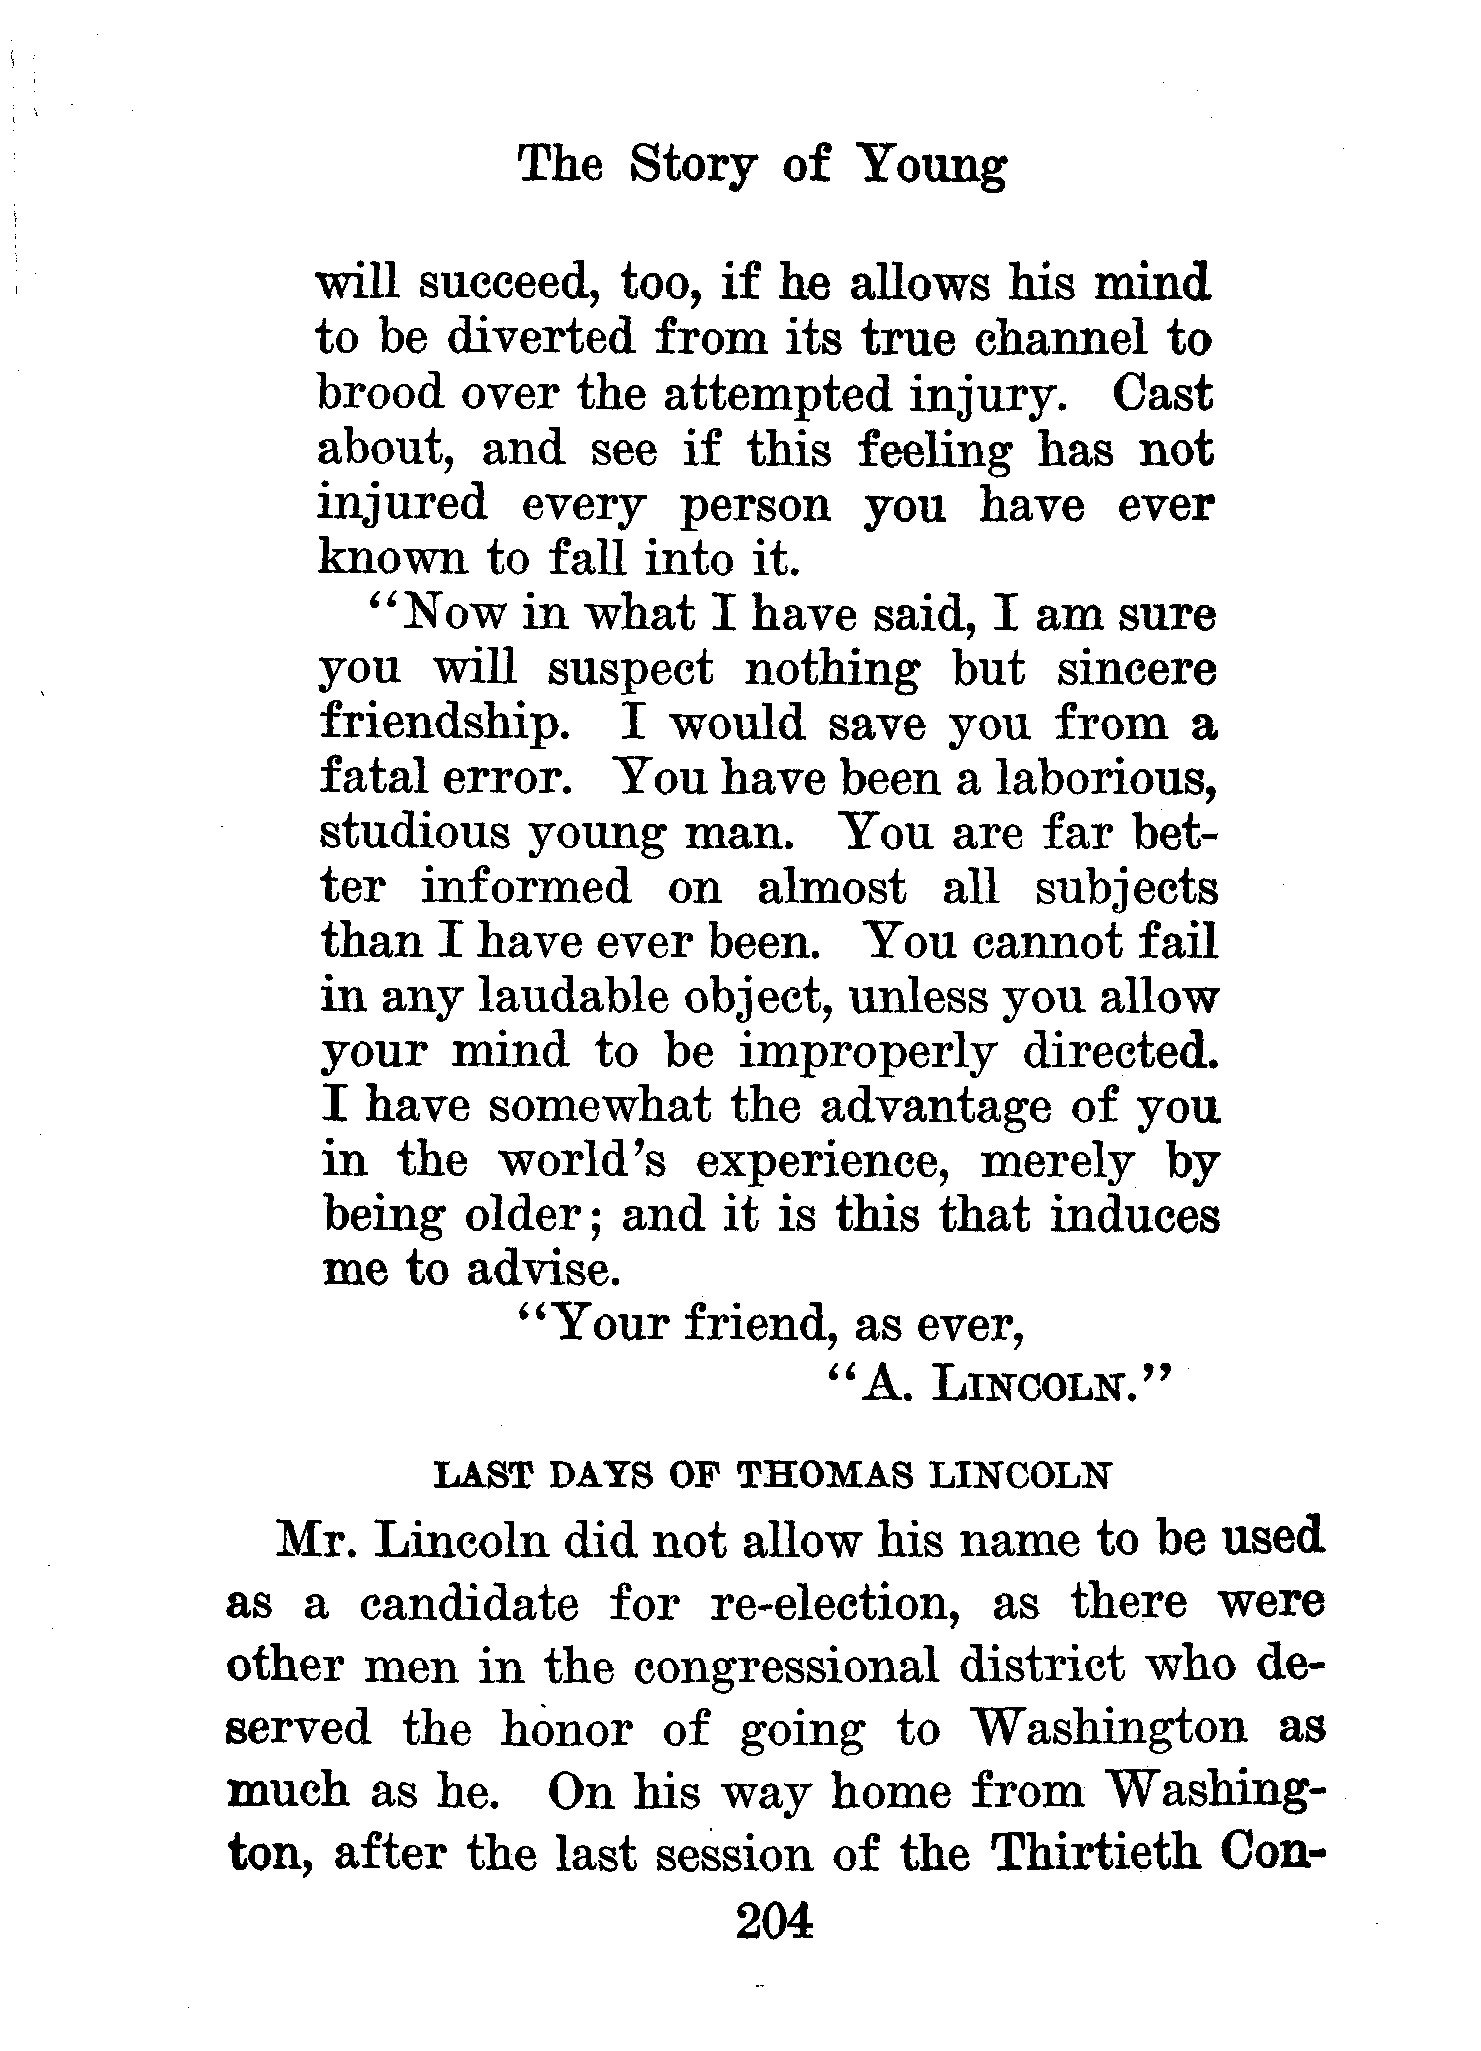 The Story of Young
will succeed, too, if he allows his mind
to be diverted from its true channel to
brood over the attempted injury. Cast
about, and see if this feeling has not
injured every person you have ever
known to fall into it.
“Now in what I have said, I am sure
you will suspect nothing but sincere
friendship. I would save you from a
fatal error. You have been a laborious,
studious young man. You are far bet-
ter informed on almost all subjects
than I have ever been. You cannot fail
in any laudable object, unless you allow
your mind to be improperly directed.
I have somewhat the advantage of you
in the world's experience, merely by
being older; and it is this that induces
me to advise.
“Your friend, as ever,
“A. LINCOLN.”
LAST DAYS OF THOMAS LINCOLN
Mr. Lincoln did not allow his name to be used
as a candidate for re-election, as there were
other men in the congressional district who de-
served the honor of going to Washington as
much as he. On his way home from Washing-
ton, after the last session of the Thirtieth Con-
204